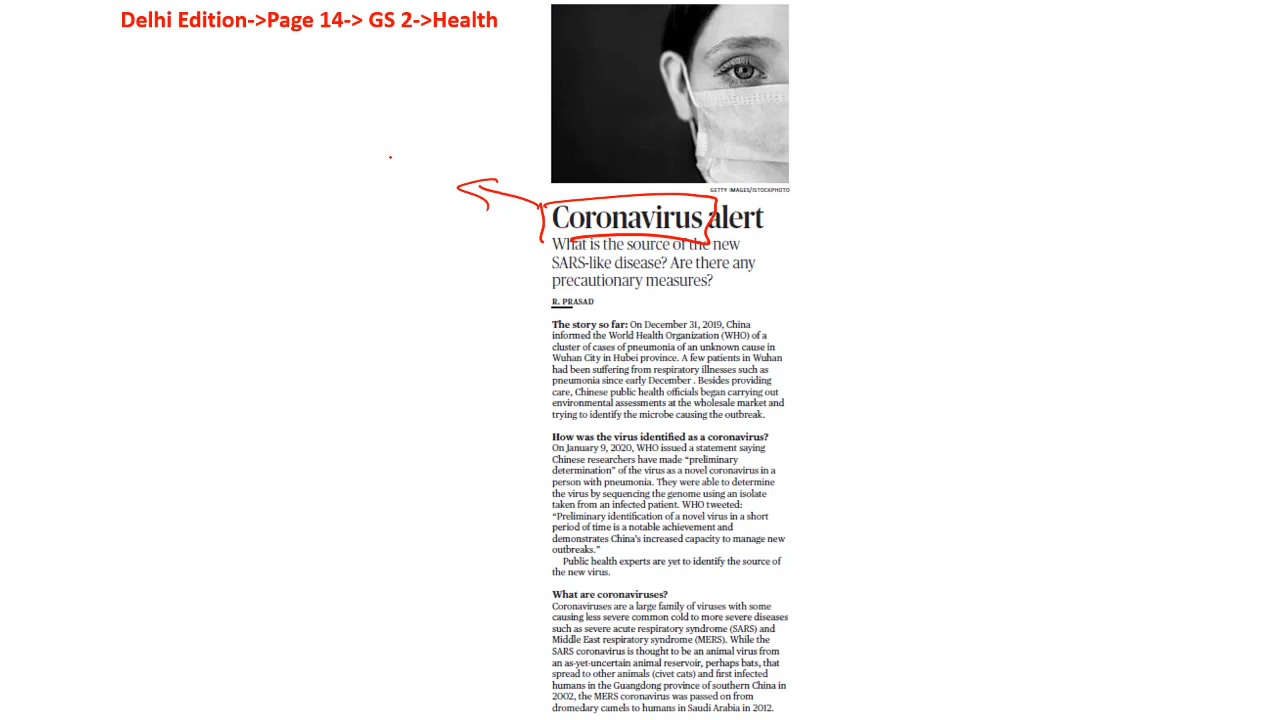 Delhi Edition->Page 14-> GS 2->Health
GETTY IMAGES/ISTOCKPHOTO
Coronavirus alert
What is the source of the new
SARS-like disease? Are there any
precautionary measures?
R. PRASAD
The story so far: On December 31, 2019, China
informed the World Health Organization (WHO) of a
cluster of cases of pneumonia of an unknown cause in
Wuhan City in Hubei province. A few patients in Wuhan
had been suffering from respiratory illnesses such as
pneumonia since early December . Besides providing
care, Chinese public health officials began carrying out
environmental assessments at the wholesale market and
trying to identify the microbe causing the outbreak.
How was the virus identified as a coronavirus?
On January 9, 2020, WHO issued a statement saying
Chinese researchers have made “preliminary
determination” of the virus as a novel coronavirus in a
person with pneumonia. They were able to determine
the virus by sequencing the genome using an isolate
taken from an infected patient. WHO tweeted:
“Preliminary identification of a novel virus in a short
period of time is a notable achievement and
demonstrates China’s increased capacity to manage new
outbreaks.”
Public health experts are yet to identify the source of
the new virus.
What are coronaviruses?
Coronaviruses are a large family of viruses with some
causing less severe common cold to more severe diseases
such as severe acute respiratory syndrome (SARS) and
Middle East respiratory syndrome (MERS). While the
SARS coronavirus is thought to be an animal virus from
an as-yet-uncertain animal reservoir, perhaps bats, that
spread to other animals (civet cats) and first infected
humans in the Guangdong province of southern China in
2002, the MERS coronavirus was passed on from
dromedary camels to humans in Saudi Arabia in 2012.